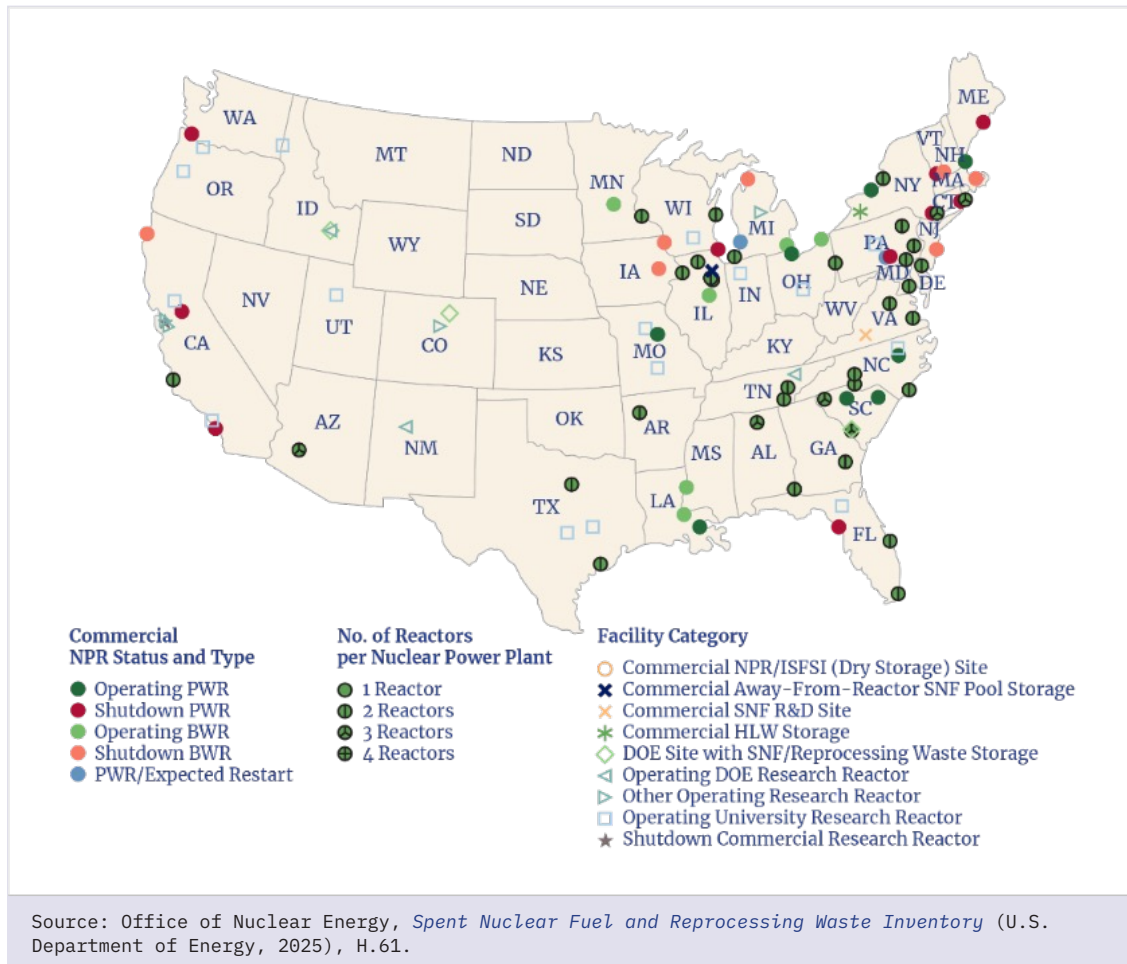 ME
WA
VT
MT
ND
NH
MN
OR
NY
MA
ID
WI
SD
CT
MI
WY
PA
NJ
IA
NE
OH
MD
DE
NV
IL
IN
UT
WV
CO
VA
CA
KS
MO
KY
NC
TN
OK
SC
AZ
AR
NM
MS
AL
GA
LA
TX
FL
Commercial
NPR Status and Type
Operating PWR
Shutdown PWR
Operating BWR
Shutdown BWR
PWR/Expected Restart
No. of Reactors
per Nuclear Power Plant
1 Reactor
2 Reactors
3 Reactors
4 Reactors
Facility Category
Commercial NPR/ISFSI (Dry Storage) Site
Commercial Away-From-Reactor SNF Pool Storage
Commercial SNF R&D Site
Commercial HLW Storage
DOE Site with SNF/Reprocessing Waste Storage
Operating DOE Research Reactor
Other Operating Research Reactor
Operating University Research Reactor
Shutdown Commercial Research Reactor
Source: Office of Nuclear Energy, Spent Nuclear Fuel and Reprocessing Waste Inventory (U.S.
Department of Energy, 2025), H.61.